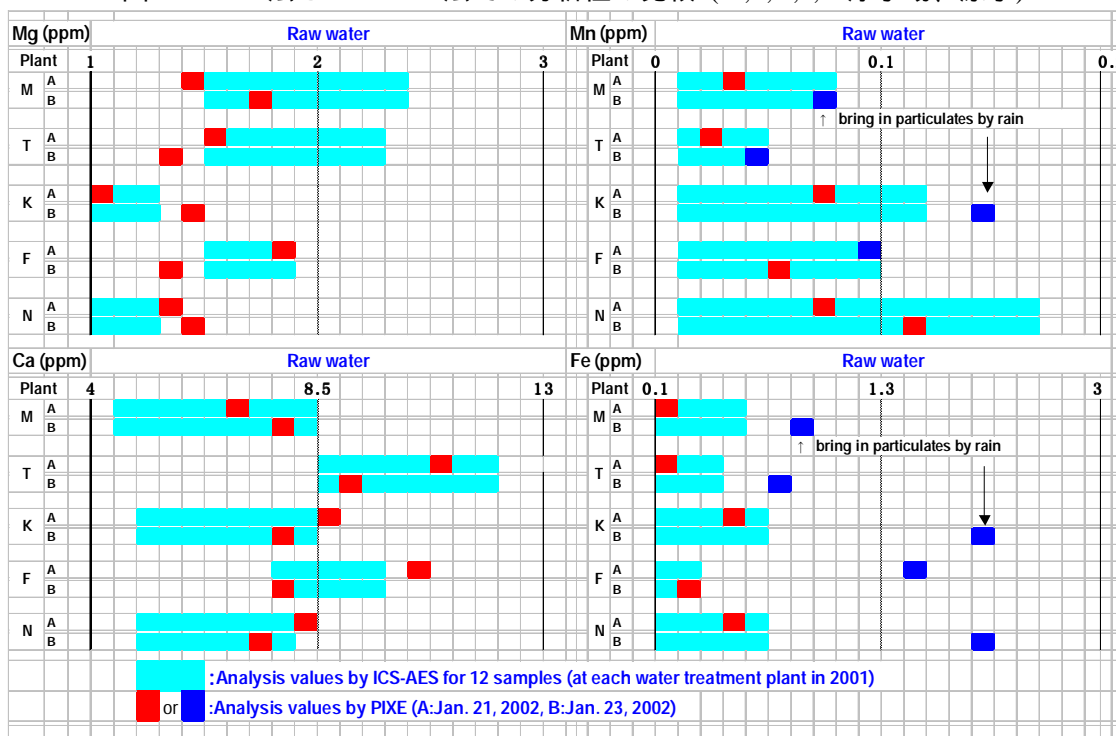 Mg (ppm) Raw water
Plant 1 2 3
M A
B
T A
B
K A
B
F A
B
N A
B
Mn (ppm) Raw water
Plant 0 0.1 0.
M A
B
↑ bring in particulates by rain
T A
B
K A
B
F A
B
N A
B
Ca (ppm) Raw water
Plant 4 8.5 13
M A
B
T A
B
K A
B
F A
B
N A
B
Fe (ppm) Raw water
Plant 0.1 1.3 3
M A
B
↑ bring in particulates by rain
T A
B
K A
B
F A
B
N A
B
:Analysis values by ICS-AES for 12 samples (at each water treatment plant in 2001)
or :Analysis values by PIXE (A:Jan. 21, 2002, B:Jan. 23, 2002)